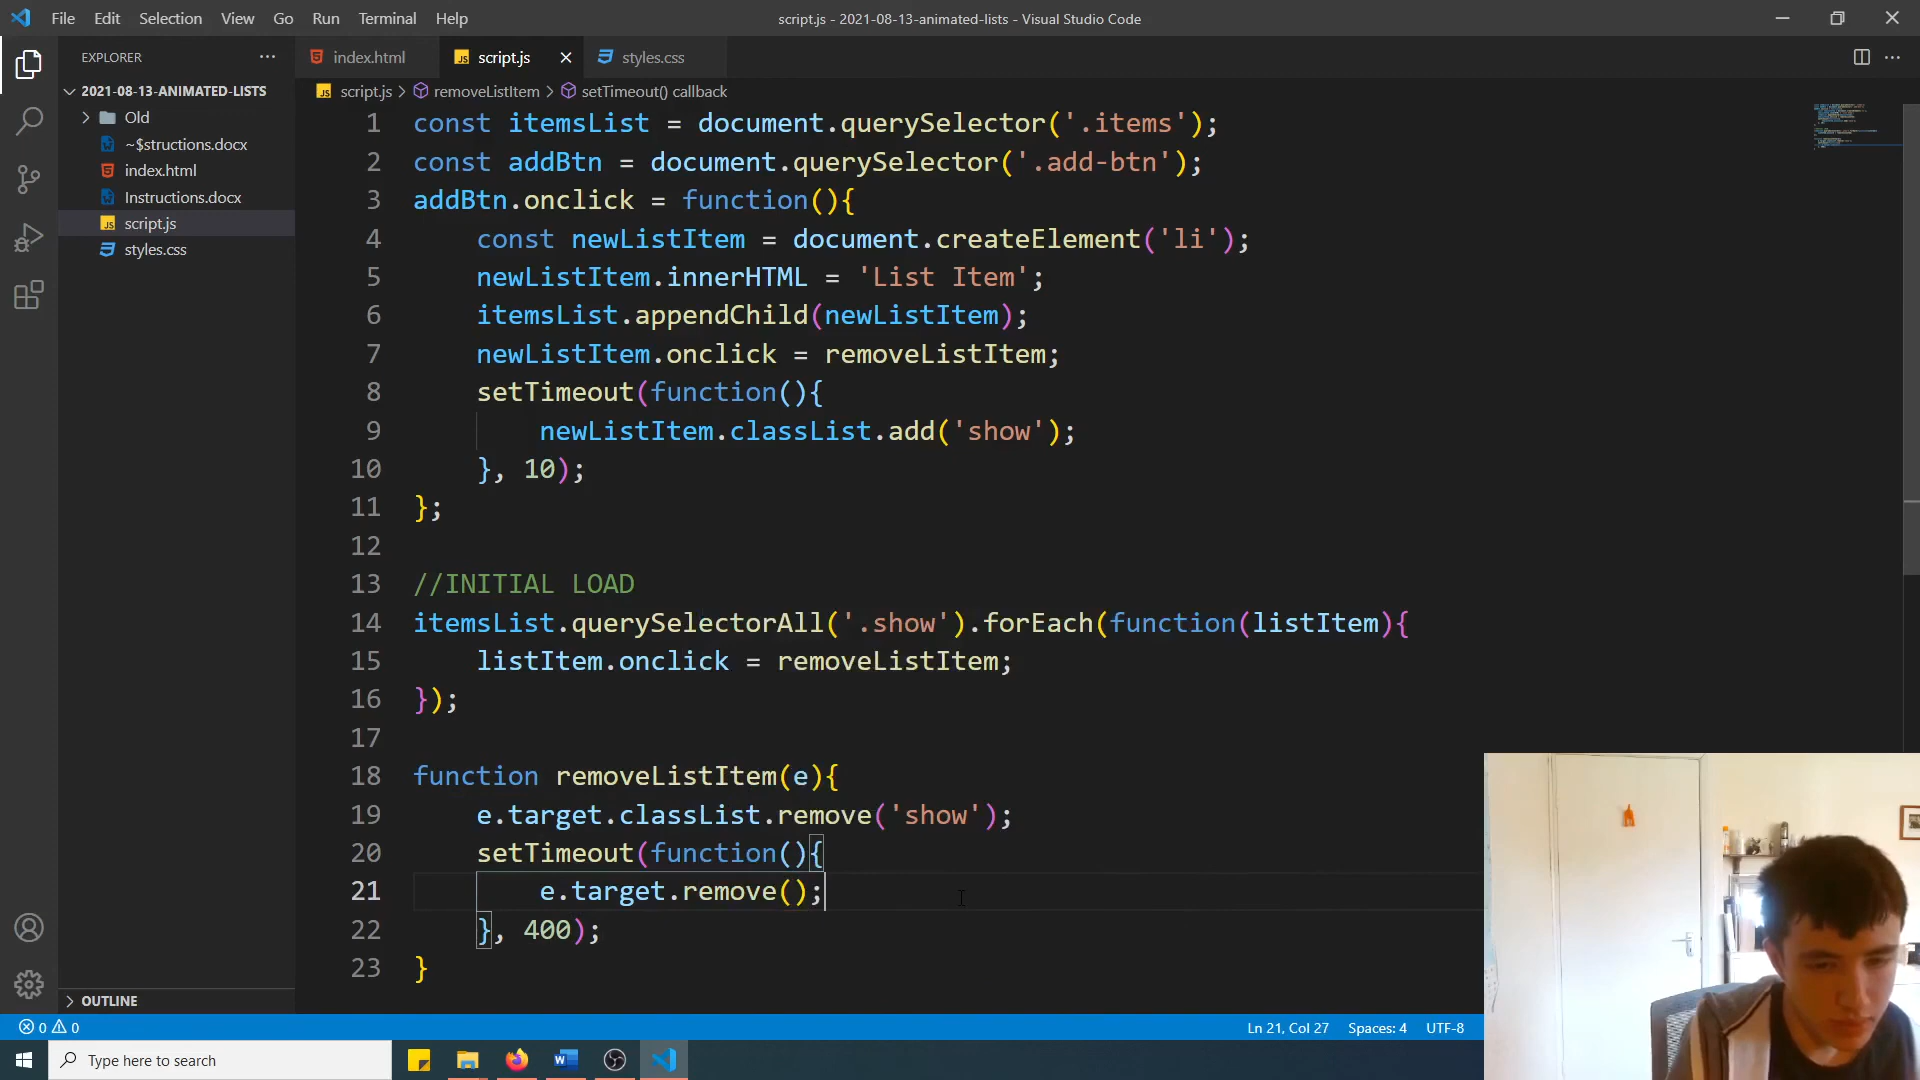 File Edit Selection View Go Run Terminal Help
script.js - 2021-08-13-animated-lists - Visual Studio Code
EXPLORER
index.html
script.js
styles.css
2021-08-13-ANIMATED-LISTS
script.js > removeListItem > setTimeout() callback
Old
~$structions.docx
index.html
Instructions.docx
script.js
styles.css
1 const itemsList = document.querySelector('.items');
2 const addBtn = document.querySelector('.add-btn');
3 addBtn.onclick = function(){
4 const newListItem = document.createElement('li');
5 newListItem.innerHTML = 'List Item';
6 itemsList.appendChild(newListItem);
7 newListItem.onclick = removeListItem;
8 setTimeout(function(){
9 newListItem.classList.add('show');
10 }, 10);
11 };
12
13 //INITIAL LOAD
14 itemsList.querySelectorAll('.show').forEach(function(listItem){
15 listItem.onclick = removeListItem;
16 });
17
18 function removeListItem(e){
19 e.target.classList.remove('show');
20 setTimeout(function(){
21 e.target.remove();
22 }, 400);
23 }
OUTLINE
0 0
Ln 21, Col 27 Spaces: 4 UTF-8
Type here to search